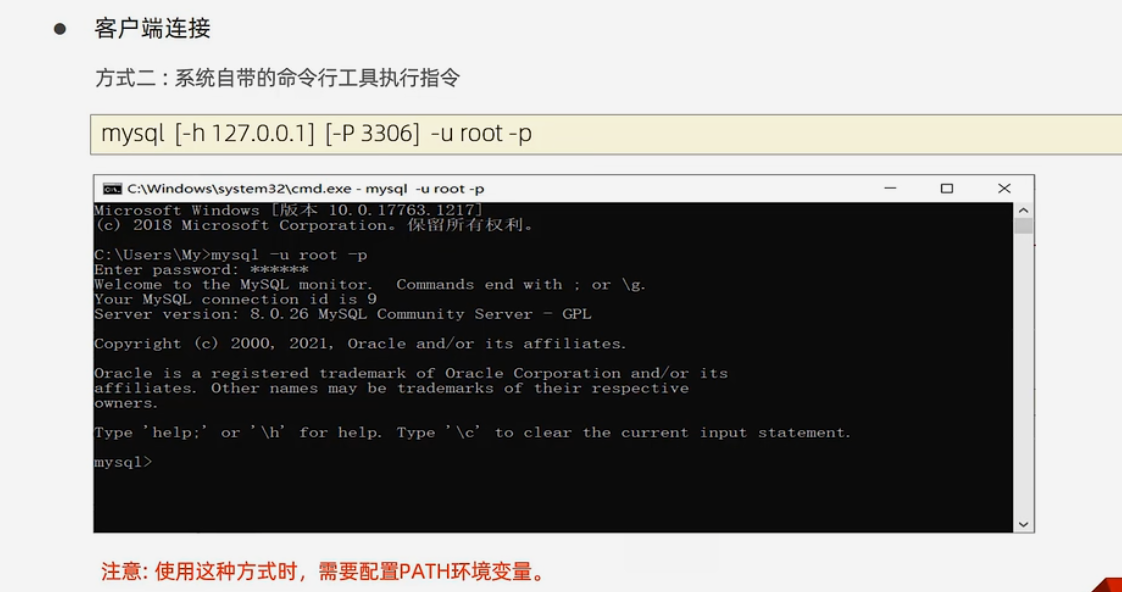 客户端连接
方式二 : 系统自带的命令行工具执行指令
mysql [-h 127.0.0.1] [-P 3306] -u root -p
C:\Windows\system32\cmd.exe - mysql -u root -p
Microsoft Windows [版本 10.0.17763.1217]
(c) 2018 Microsoft Corporation。保留所有权利。
C:\Users\My>mysql -u root -p
Enter password: ******
Welcome to the MySQL monitor.  Commands end with ; or \g.
Your MySQL connection id is 9
Server version: 8.0.26 MySQL Community Server - GPL
Copyright (c) 2000, 2021, Oracle and/or its affiliates.
Oracle is a registered trademark of Oracle Corporation and/or its
affiliates. Other names may be trademarks of their respective
owners.
Type 'help;' or '\h' for help. Type '\c' to clear the current input statement.
mysql>
注意: 使用这种方式时，需要配置PATH环境变量。